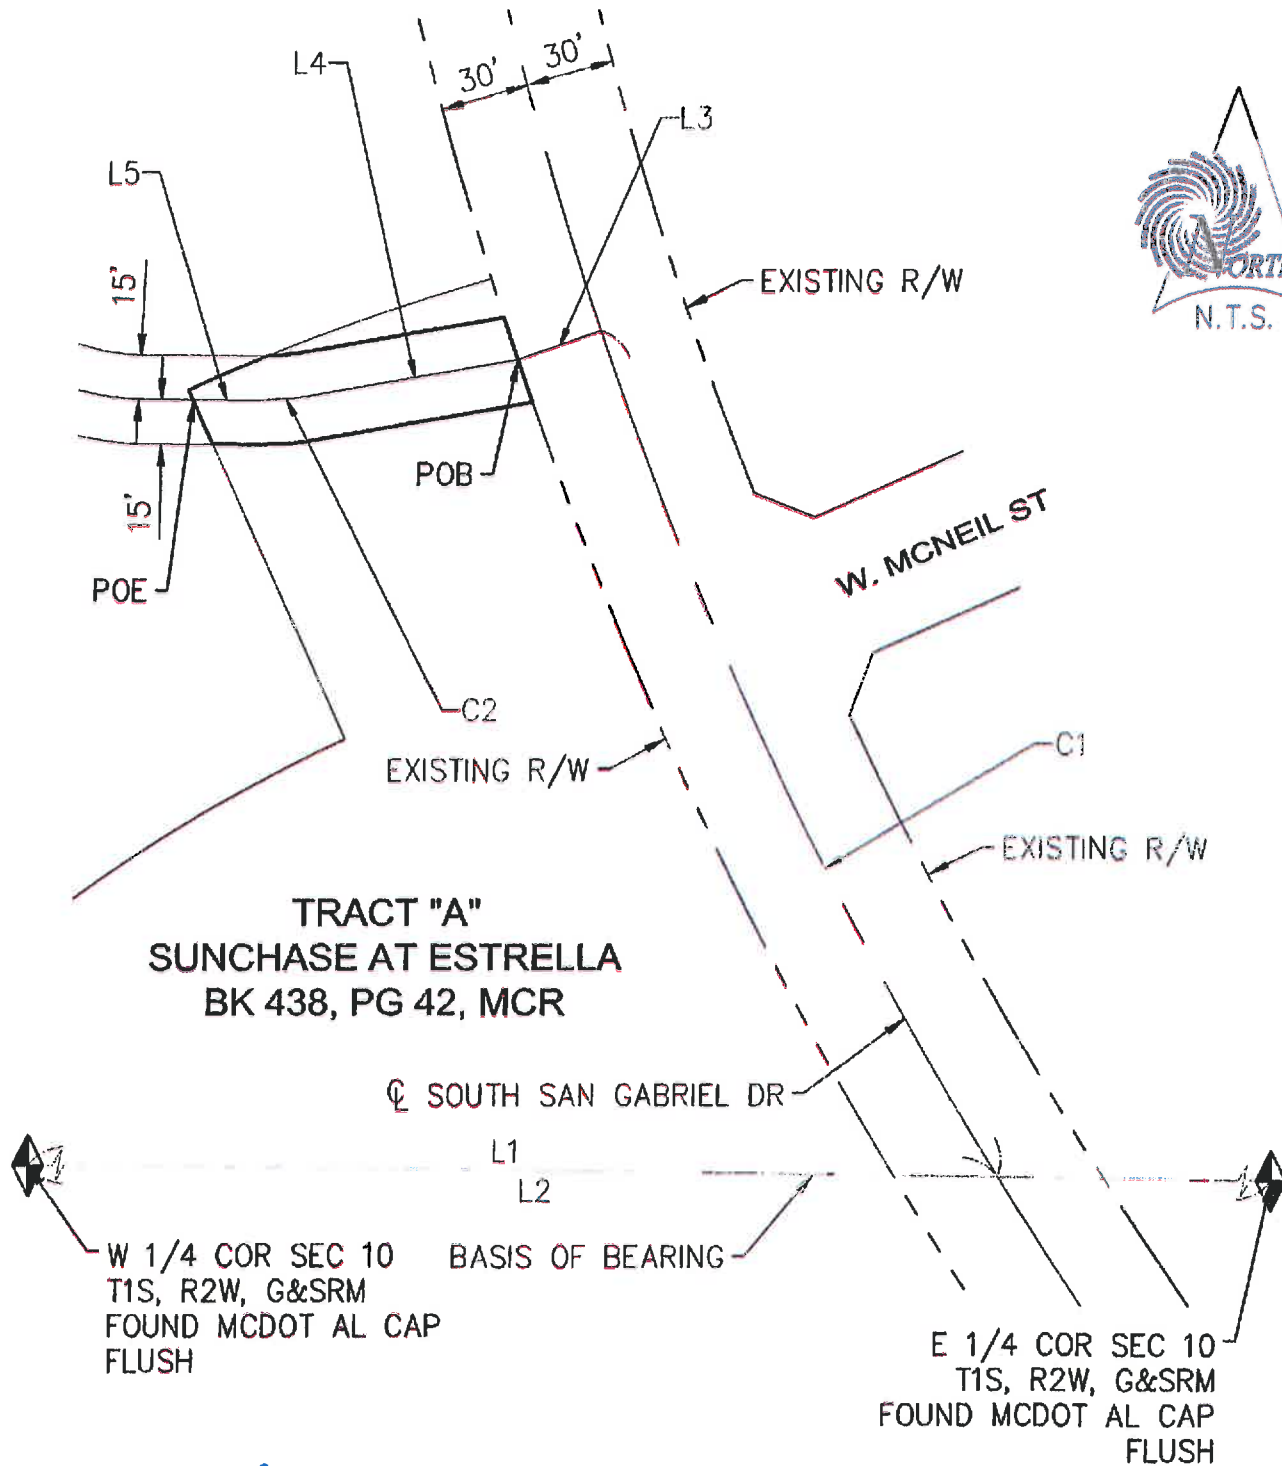 30'
30'
L4
L3
L5
15'
EXISTING R/W
N.T.S.
POB
15'
POE
W. MCNEIL ST
C2
EXISTING R/W
C1
EXISTING R/W
TRACT "A"
SUNCHASE AT ESTRELLA
BK 438, PG 42, MCR
℄ SOUTH SAN GABRIEL DR
L1
L2
W 1/4 COR SEC 10
T1S, R2W, G&SRM
FOUND MCDOT AL CAP
FLUSH
BASIS OF BEARING
E 1/4 COR SEC 10
T1S, R2W, G&SRM
FOUND MCDOT AL CAP
FLUSH